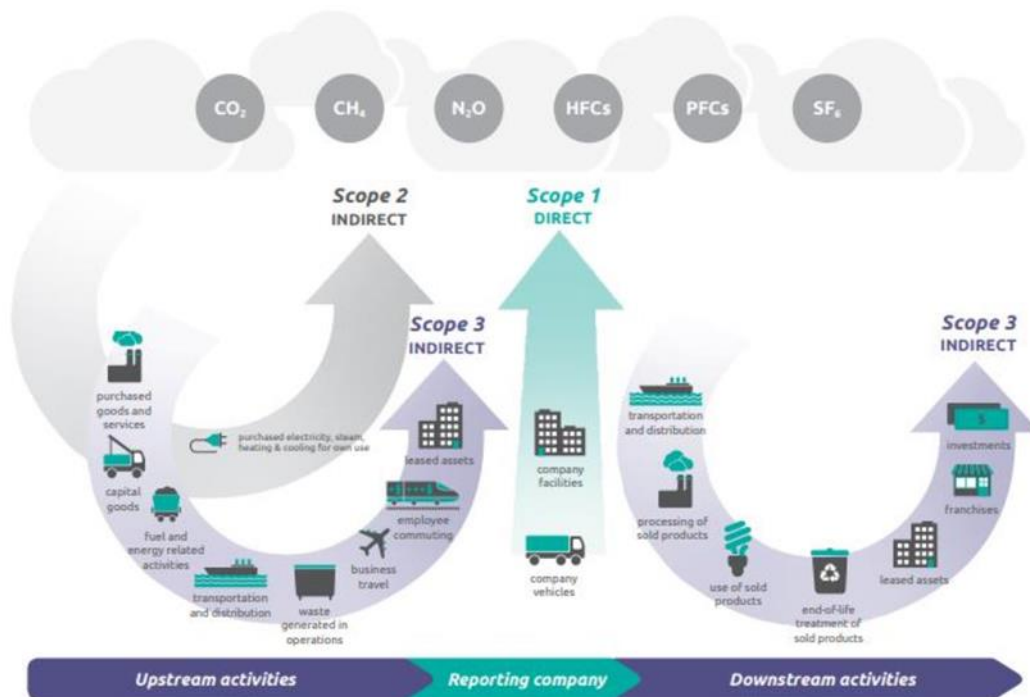 CO₂
CH₄
N₂O
HFCs
PFCs
SF₆
Scope 2
INDIRECT
Scope 1
DIRECT
Scope 3
INDIRECT
Scope 3
INDIRECT
purchased
goods and
services
capital
goods
fuel and
energy related
activities
transportation
and distribution
waste
generated in
operations
business
travel
employee
commuting
leased assets
purchased electricity, steam,
heating & cooling for own use
company
facilities
company
vehicles
transportation
and distribution
processing of
sold products
use of sold
products
end-of-life
treatment of
sold products
leased assets
franchises
investments
$
Upstream activities
Reporting company
Downstream activities